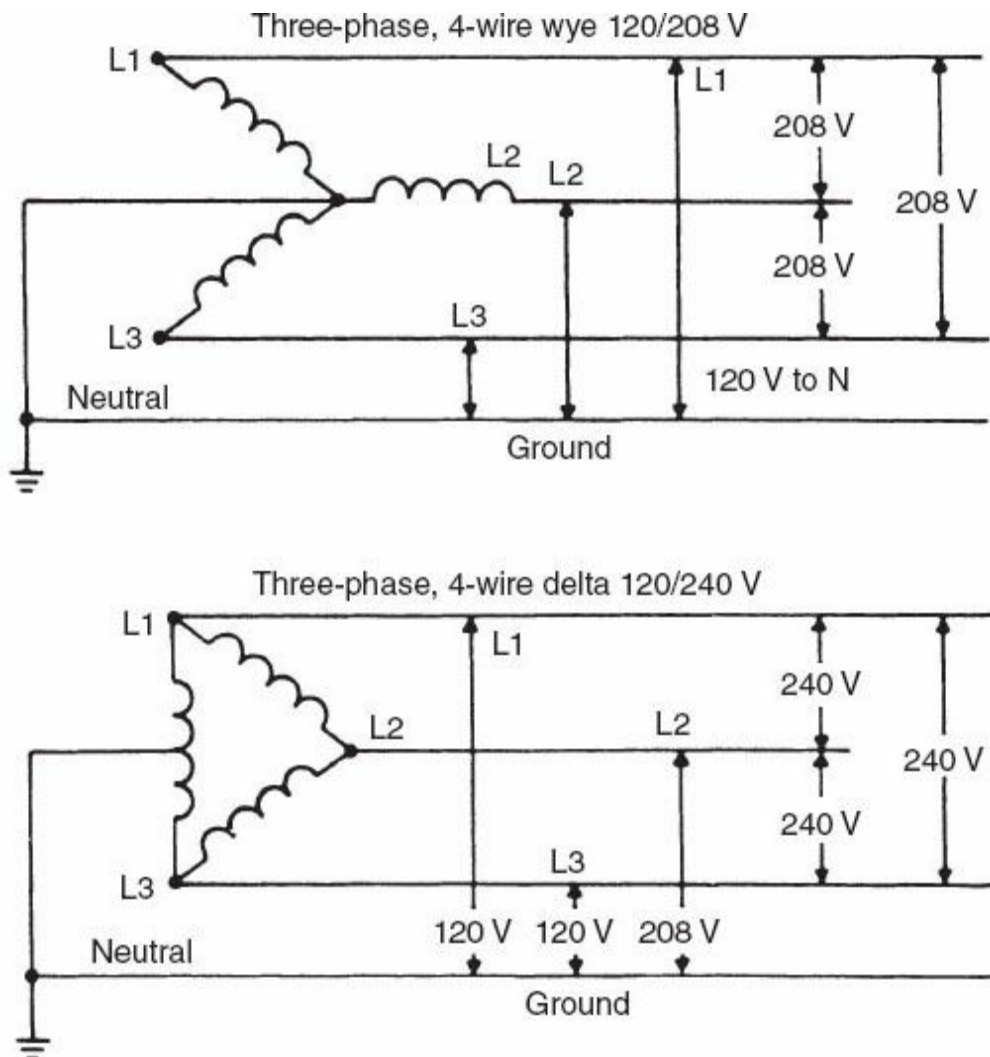 Three-phase, 4-wire wye 120/208 V
L1
L1
208 V
L2
L2
208 V
208 V
L3
L3
120 V to N
Neutral
Ground
Three-phase, 4-wire delta 120/240 V
L1
L1
240 V
L2
L2
240 V
240 V
L3
L3
120 V
120 V
208 V
Neutral
Ground